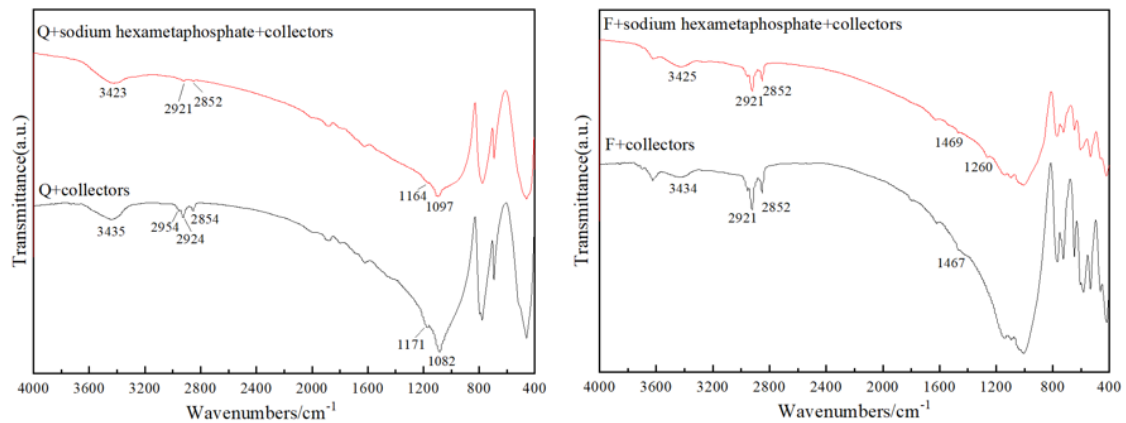 Q+sodium hexametaphosphate+collectors
3423
2921
2852
1164
1097
Q+collectors
3435
2954
2924
2854
1171
1082
Transmittance(a.u.)
4000 3600 3200 2800 2400 2000 1600 1200 800 400
Wavenumbers/cm-1
F+sodium hexametaphosphate+collectors
3425
2921
2852
1469
1260
F+collectors
3434
2921
2852
1467
Transmittance(a.u.)
4000 3600 3200 2800 2400 2000 1600 1200 800 400
Wavenumbers/cm-1